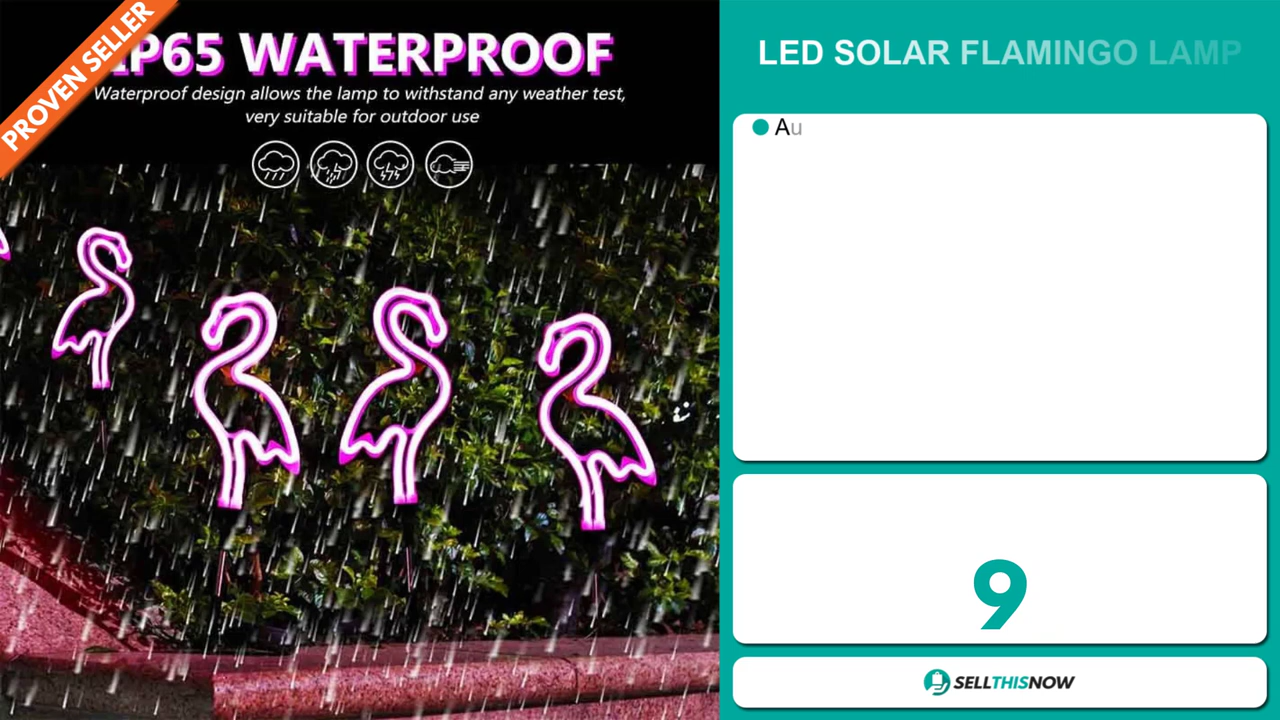 PROVEN SELLER
IP65 WATERPROOF
Waterproof design allows the lamp to withstand any weather test,
very suitable for outdoor use
LED SOLAR FLAMINGO LAMP
Au
9
SELLTHISNOW